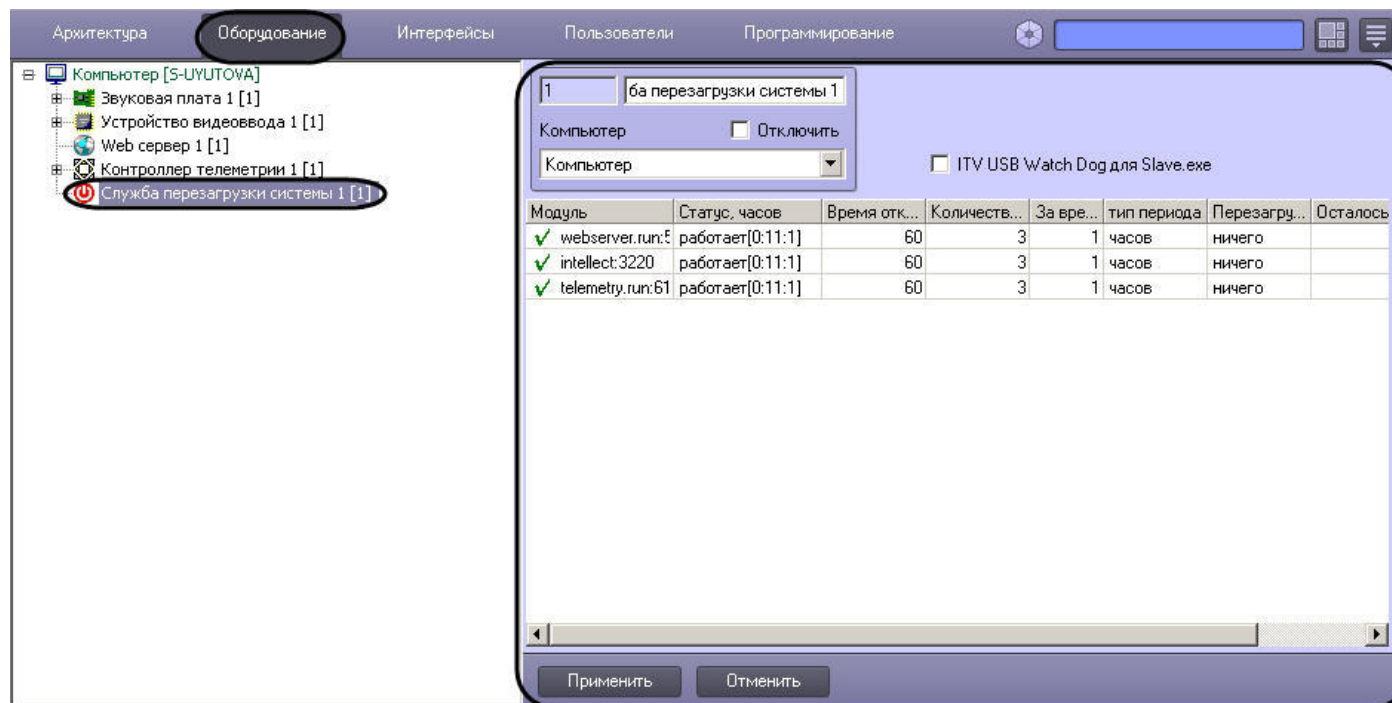 Архитектура Оборудование Интерфейсы Пользователи Программирование
Компьютер [S-UYUTOVA]
Звуковая плата 1 [1]
Устройство видеоввода 1 [1]
Web сервер 1 [1]
Контроллер телеметрии 1 [1]
Служба перезагрузки системы 1 [1]
1 ба перезагрузки системы 1
Компьютер Отключить
Компьютер
ITV USB Watch Dog для Slave.exe
Модуль Статус, часов Время отк... Количеств... За вре... тип периода Перезагру... Осталось
webserver.run:5 работает[0:11:1] 60 3 1 часов ничего
intellect:3220 работает[0:11:1] 60 3 1 часов ничего
telemetry.run:61 работает[0:11:1] 60 3 1 часов ничего
Применить Отменить